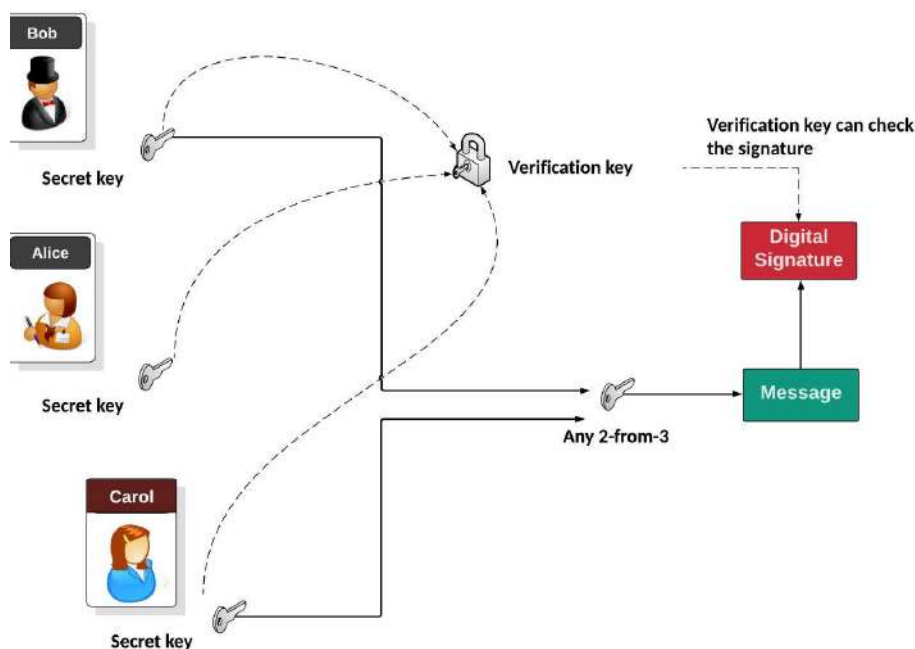 Bob
Secret key
Verification key
Verification key can check
the signature
Digital
Signature
Alice
Secret key
Message
Any 2-from-3
Carol
Secret key